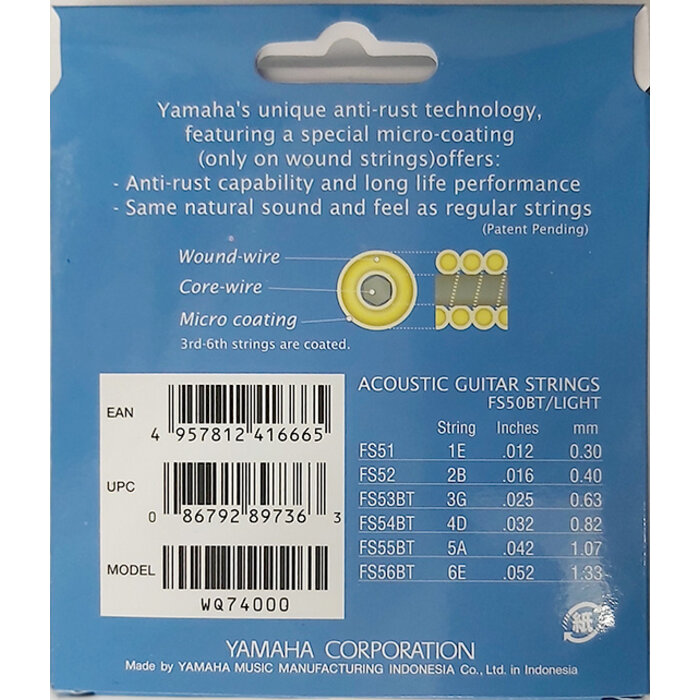 Yamaha's unique anti-rust technology,
featuring a special micro-coating
(only on wound strings)offers:
- Anti-rust capability and long life performance
- Same natural sound and feel as regular strings
(Patent Pending)
Wound-wire
Core-wire
Micro coating
3rd-6th strings are coated.
EAN
4 957812 416665
UPC
0 86792 89736 3
MODEL
WQ74000
ACOUSTIC GUITAR STRINGS
FS50BT/LIGHT
String Inches mm
FS51 1E .012 0.30
FS52 2B .016 0.40
FS53BT 3G .025 0.63
FS54BT 4D .032 0.82
FS55BT 5A .042 1.07
FS56BT 6E .052 1.33
紙
YAMAHA CORPORATION
Made by YAMAHA MUSIC MANUFACTURING INDONESIA Co., Ltd. in Indonesia